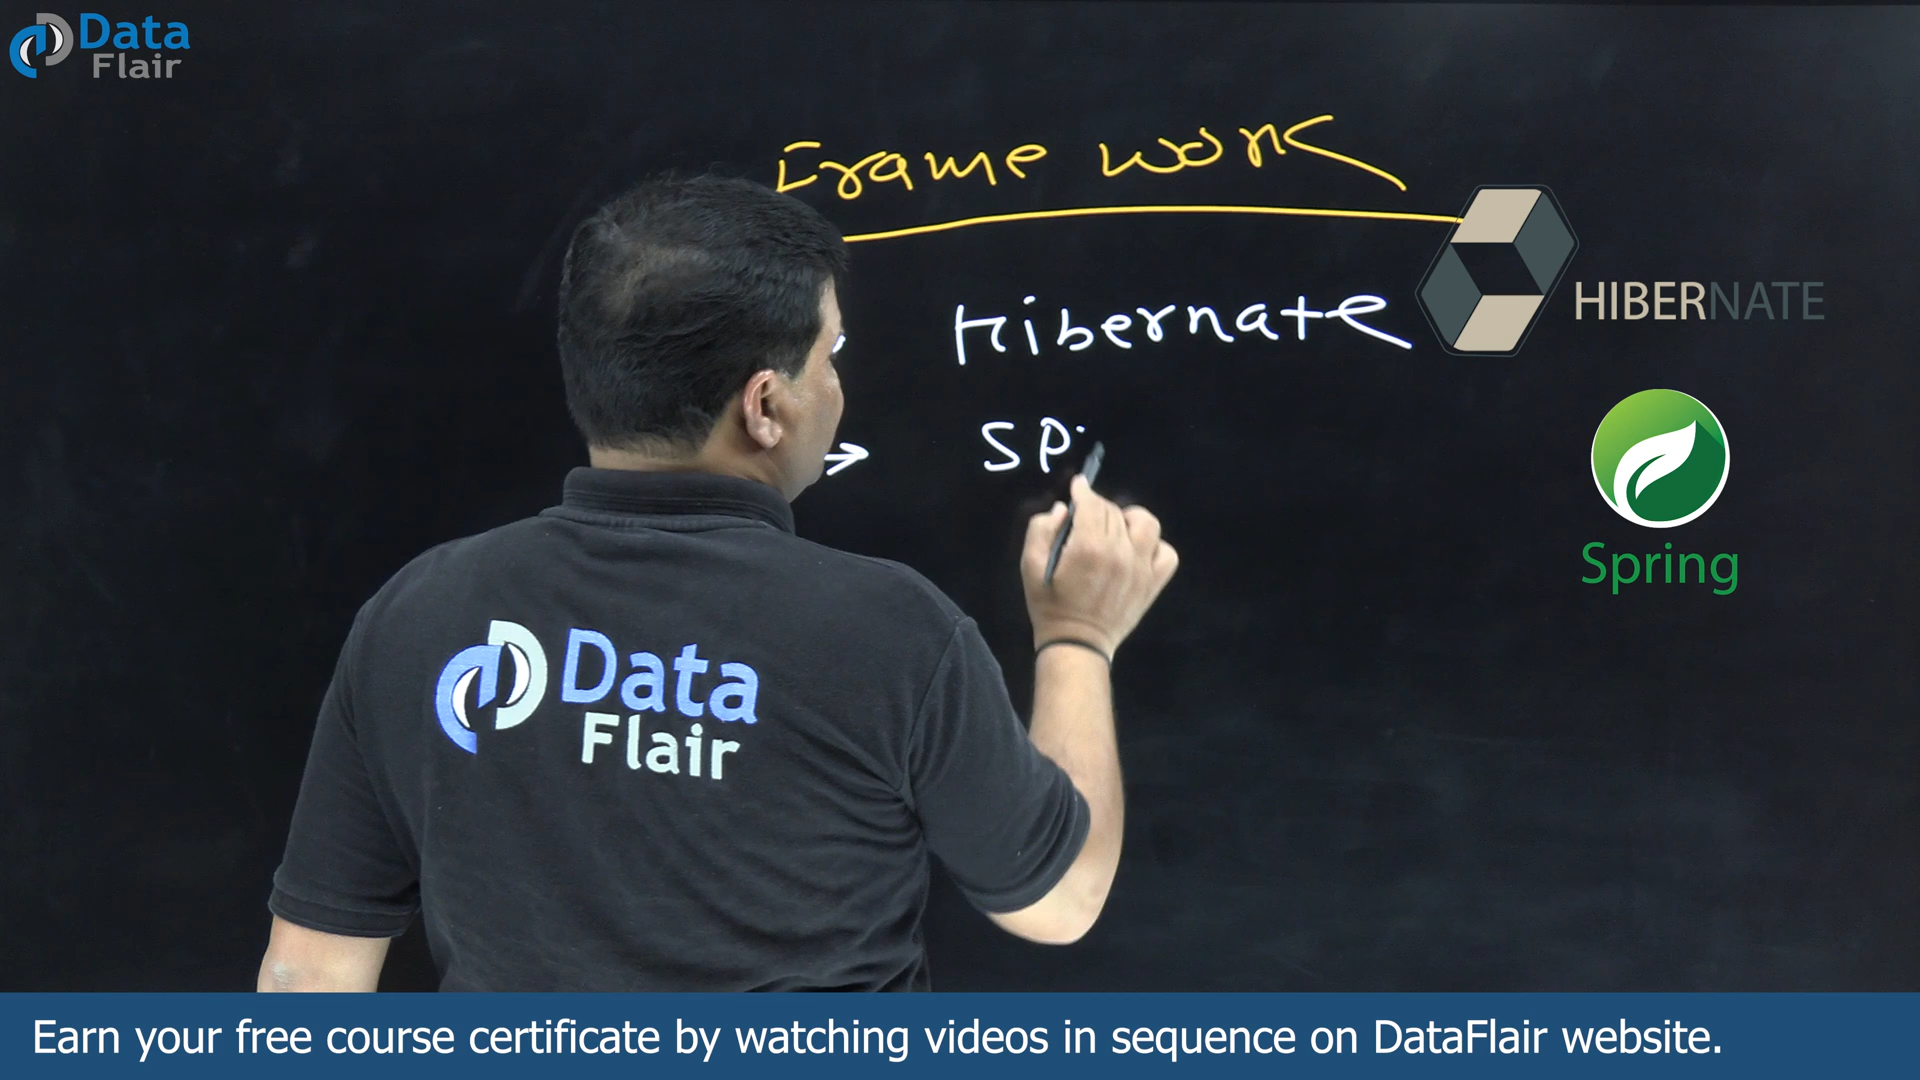 Data
Flair
Frame work
Hibernate
HIBERNATE
→ SP
Spring
Data
Flair
Earn your free course certificate by watching videos in sequence on DataFlair website.